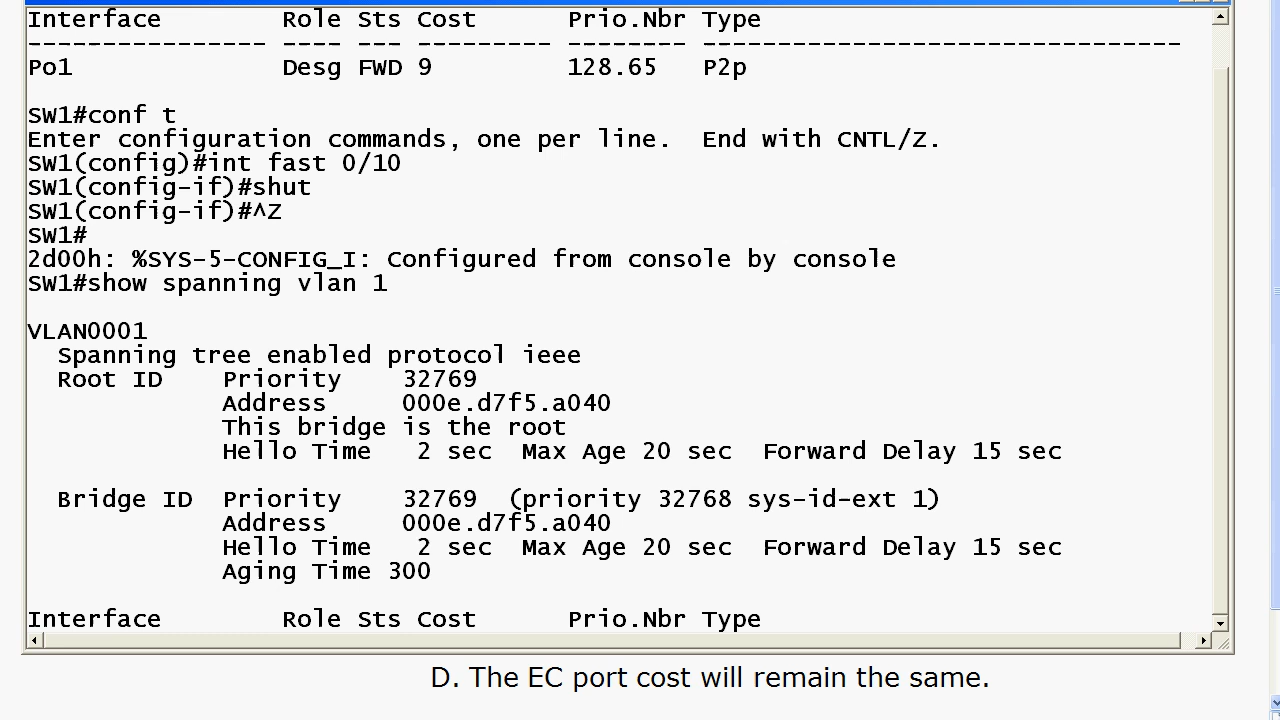 Interface        Role Sts Cost      Prio.Nbr Type
---------------- ---- --- --------- -------- --------------------------------
Po1              Desg FWD 9         128.65   P2p
SW1#conf t
Enter configuration commands, one per line.  End with CNTL/Z.
SW1(config)#int fast 0/10
SW1(config-if)#shut
SW1(config-if)#^Z
SW1#
2d00h: %SYS-5-CONFIG_I: Configured from console by console
SW1#show spanning vlan 1
VLAN0001
  Spanning tree enabled protocol ieee
  Root ID    Priority    32769
             Address     000e.d7f5.a040
             This bridge is the root
             Hello Time   2 sec  Max Age 20 sec  Forward Delay 15 sec
  Bridge ID  Priority    32769  (priority 32768 sys-id-ext 1)
             Address     000e.d7f5.a040
             Hello Time   2 sec  Max Age 20 sec  Forward Delay 15 sec
             Aging Time 300
Interface        Role Sts Cost      Prio.Nbr Type
D. The EC port cost will remain the same.